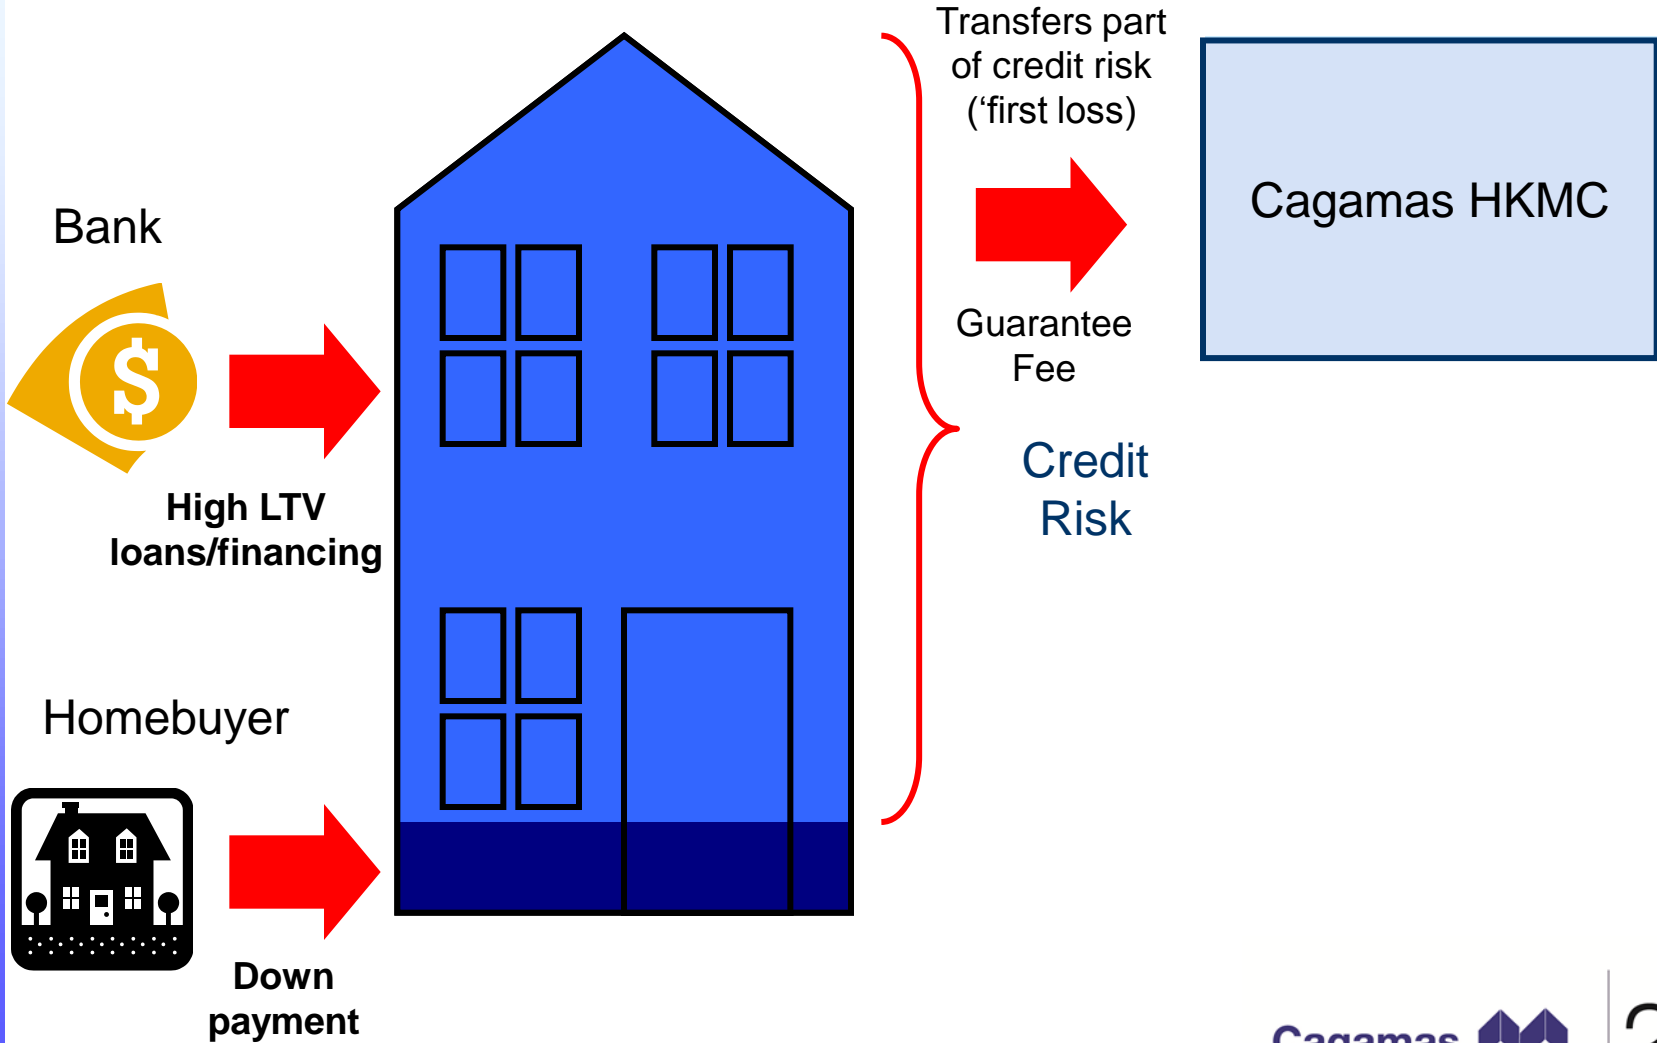 Transfers part
of credit risk
(‘first loss)
Cagamas HKMC
Bank
$
Guarantee
Fee
High LTV
loans/financing
Credit
Risk
Homebuyer
Down
payment
Cagamas